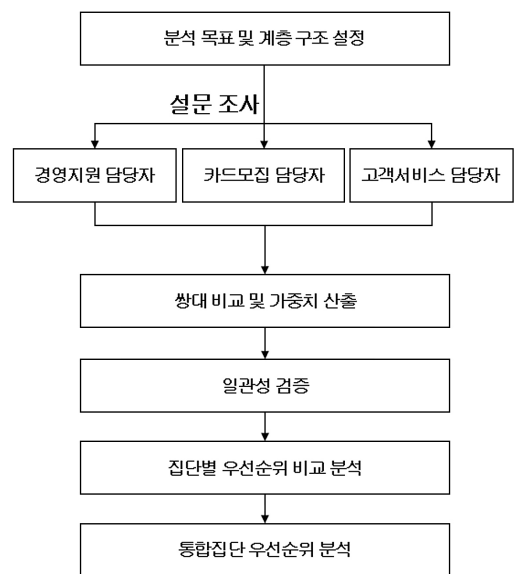 분석 목표 및 계층 구조 설정
설문 조사
경영지원 담당자
카드모집 담당자
고객서비스 담당자
쌍대 비교 및 가중치 산출
일관성 검증
집단별 우선순위 비교 분석
통합집단 우선순위 분석